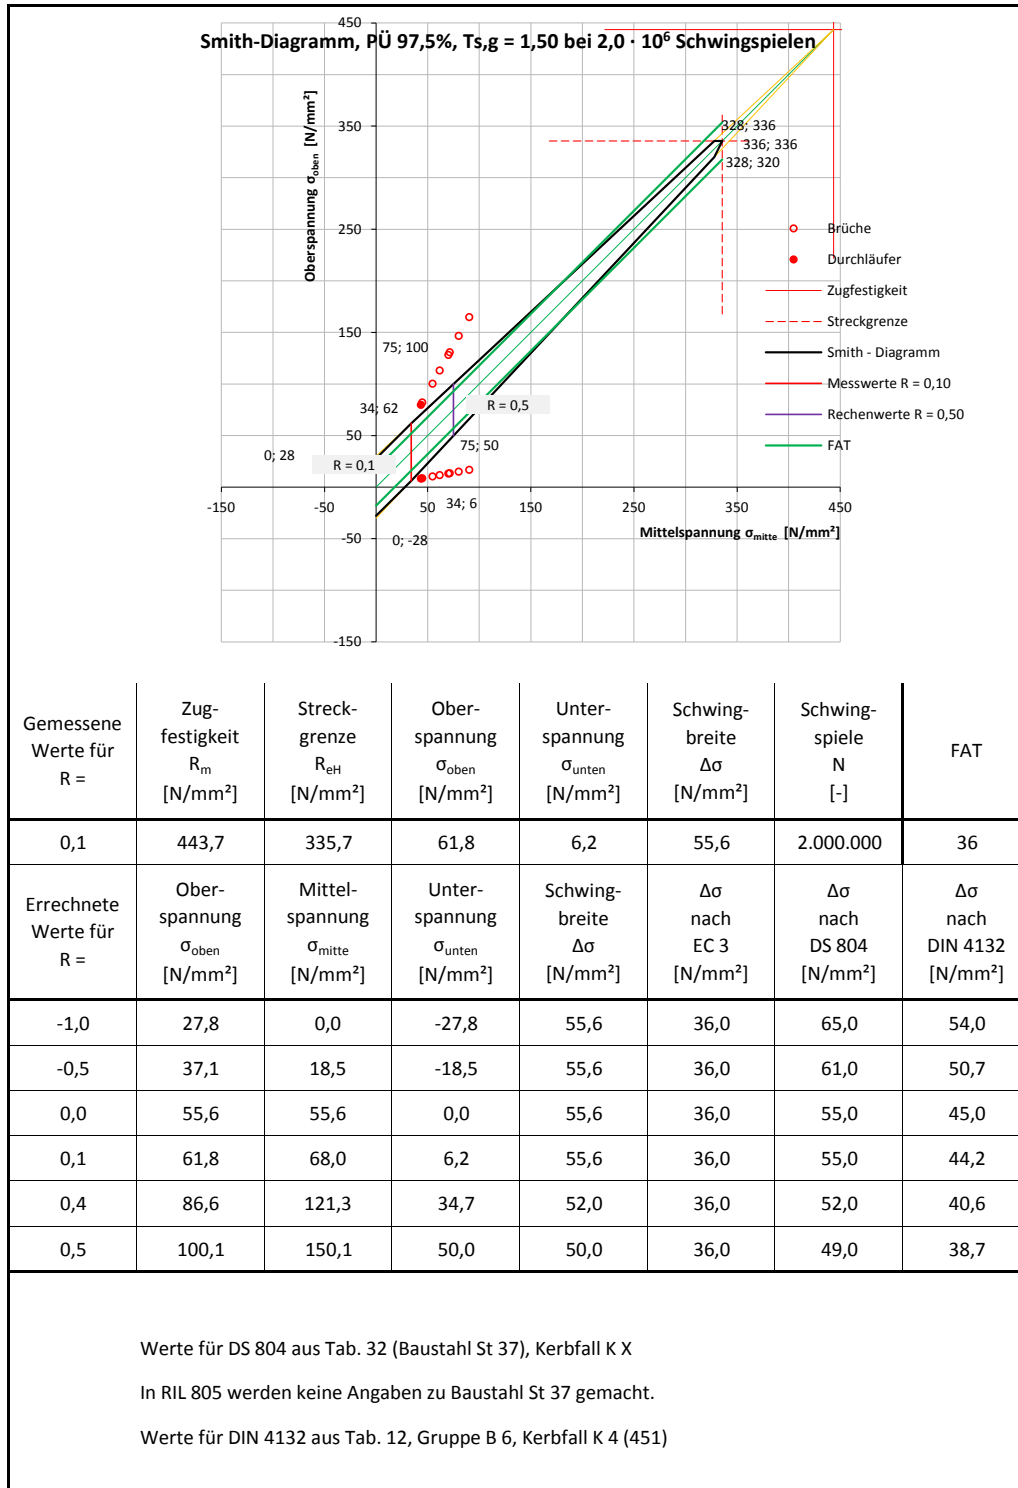 Smith-Diagramm, PÜ 97,5%, Ts,g = 1,50 bei 2,0 · 10⁶ Schwingspielen
Oberspannung σoben [N/mm²]
450
350
250
150
50
-50
-150
-150
-50
50
150
250
350
450
Mittelspannung σmitte [N/mm²]
328; 336
336; 336
328; 320
75; 100
34; 62
R = 0,5
75; 50
0; 28
R = 0,1
34; 6
0; -28
Brüche
Durchläufer
Zugfestigkeit
Streckgrenze
Smith - Diagramm
Messwerte R = 0,10
Rechenwerte R = 0,50
FAT
Gemessene Werte für R =
Zug-festigkeit Rm [N/mm²]
Streck-grenze ReH [N/mm²]
Ober-spannung σoben [N/mm²]
Unter-spannung σunten [N/mm²]
Schwing-breite Δσ [N/mm²]
Schwing-spiele N [-]
FAT
0,1 443,7 335,7 61,8 6,2 55,6 2.000.000 36
Errechnete Werte für R =
Ober-spannung σoben [N/mm²]
Mittel-spannung σmitte [N/mm²]
Unter-spannung σunten [N/mm²]
Schwing-breite Δσ [N/mm²]
Δσ nach EC 3 [N/mm²]
Δσ nach DS 804 [N/mm²]
Δσ nach DIN 4132 [N/mm²]
-1,0 27,8 0,0 -27,8 55,6 36,0 65,0 54,0
-0,5 37,1 18,5 -18,5 55,6 36,0 61,0 50,7
0,0 55,6 55,6 0,0 55,6 36,0 55,0 45,0
0,1 61,8 68,0 6,2 55,6 36,0 55,0 44,2
0,4 86,6 121,3 34,7 52,0 36,0 52,0 40,6
0,5 100,1 150,1 50,0 50,0 36,0 49,0 38,7
Werte für DS 804 aus Tab. 32 (Baustahl St 37), Kerbfall K X
In RIL 805 werden keine Angaben zu Baustahl St 37 gemacht.
Werte für DIN 4132 aus Tab. 12, Gruppe B 6, Kerbfall K 4 (451)